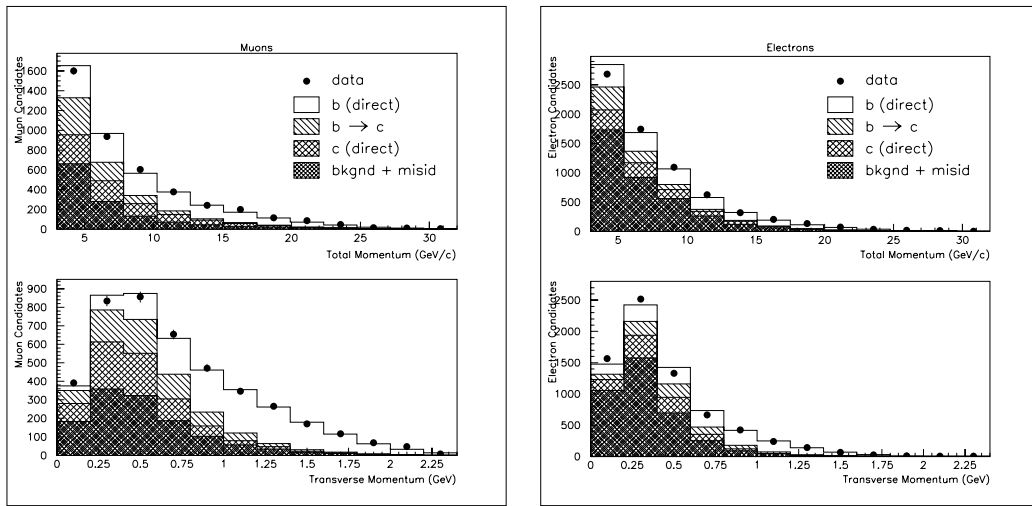 Muons
Muon Candidates
1600
1400
1200
1000
800
600
400
200
0
data
b (direct)
b → c
c (direct)
bkgnd + misid
5 10 15 20 25 30
Total Momentum (GeV/c)
Muon Candidates
900
800
700
600
500
400
300
200
100
0
0 0.25 0.5 0.75 1 1.25 1.5 1.75 2 2.25
Transverse Momentum (GeV)
Electrons
Electron Candidates
2500
2000
1500
1000
500
0
data
b (direct)
b → c
c (direct)
bkgnd + misid
5 10 15 20 25 30
Total Momentum (GeV/c)
Electron Candidates
2500
2000
1500
1000
500
0
0 0.25 0.5 0.75 1 1.25 1.5 1.75 2 2.25
Transverse Momentum (GeV)